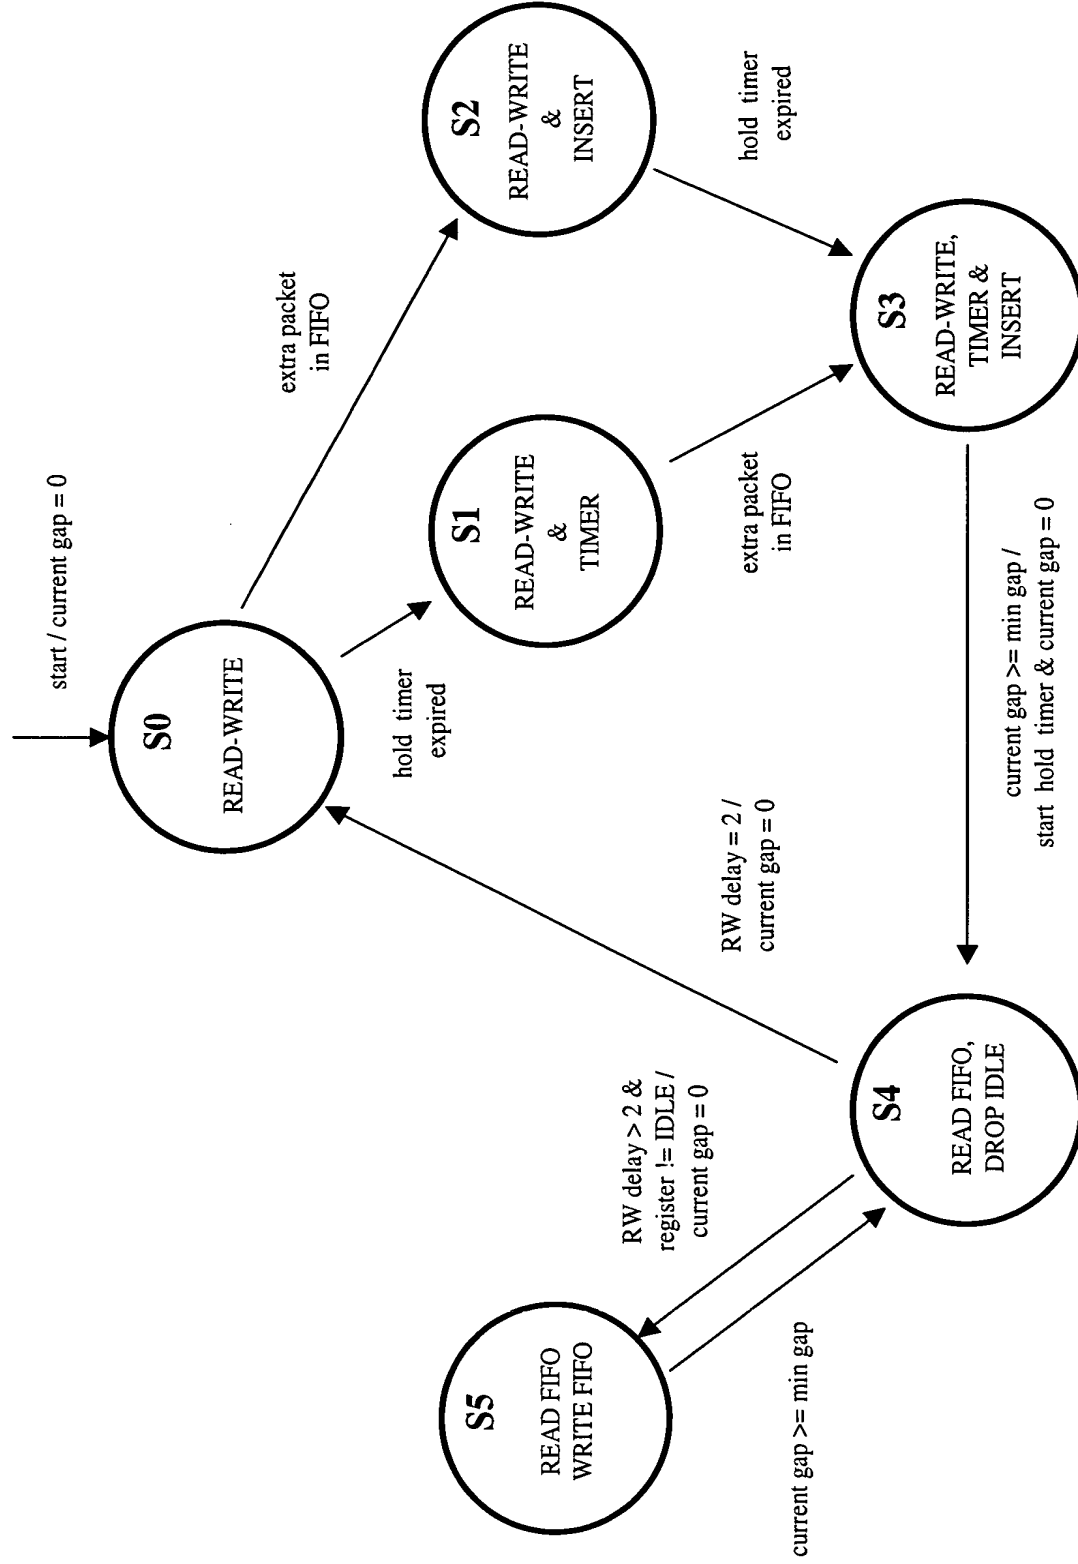 start / current gap = 0
S0
READ-WRITE
extra packet
in FIFO
hold timer
expired
S1
READ-WRITE
&
TIMER
S2
READ-WRITE
&
INSERT
hold timer
expired
extra packet
in FIFO
S3
READ-WRITE,
TIMER &
INSERT
current gap >= min gap /
start hold timer & current gap = 0
RW delay = 2 /
current gap = 0
S4
READ FIFO,
DROP IDLE
RW delay > 2 &
register != IDLE /
current gap = 0
S5
READ FIFO
WRITE FIFO
current gap >= min gap